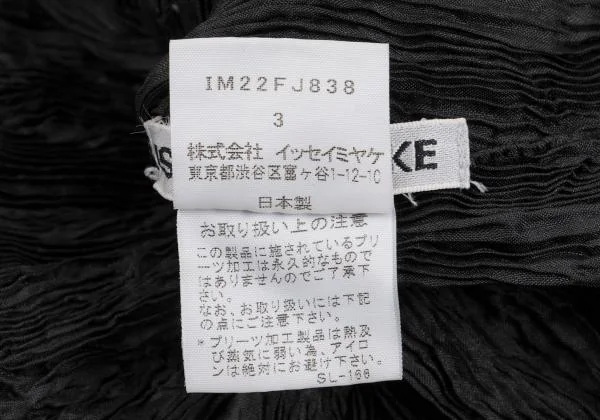 IM22FJ838
3
株式会社 イッセイミヤケ
東京都渋谷区富ヶ谷1-12-10
KE
日本製
お取り扱い上の注意
この製品に施されているプリ
ーツ加工は永久的なもので
はありませんのでご了承下
さい。
なお、お取り扱いには下記
の点にご注意下さい。
* プリーツ加工製品は熱及
び蒸気に弱い為、アイロ
ンは絶対にお避け下さい。
SL-166